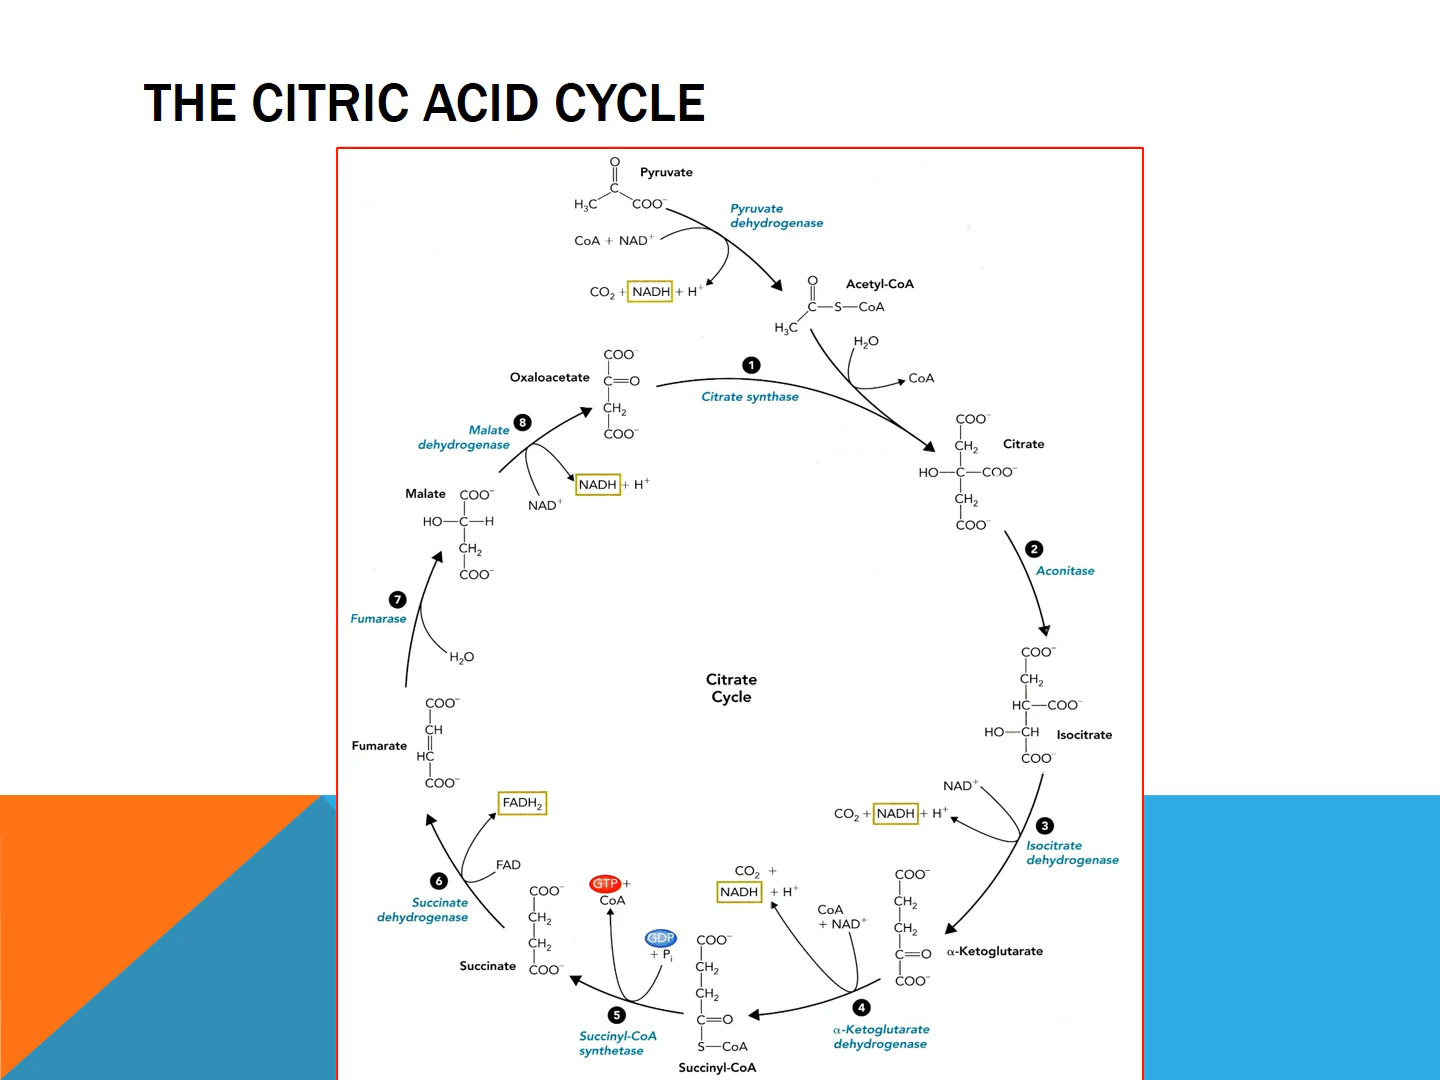 THE CITRIC ACID CYCLE
O
||
C
H₃C COO⁻
Pyruvate
Pyruvate
dehydrogenase
CoA + NAD⁺
CO₂ + NADH + H⁺
O
Acetyl-CoA
C—S—CoA
H₃C
H₂O
CoA
1
Citrate synthase
Oxaloacetate
COO⁻
C=O
CH₂
COO⁻
8
Malate
dehydrogenase
NAD⁺
NADH + H⁺
COO⁻
CH₂
HO—C—COO⁻
CH₂
COO⁻
Citrate
2
Aconitase
Malate
COO⁻
HO—C—H
CH₂
COO⁻
7
Fumarase
H₂O
Citrate
Cycle
COO⁻
CH₂
HC—COO⁻
HO—CH
COO⁻
Isocitrate
Fumarate
COO⁻
CH
HC
COO⁻
NAD⁺
CO₂ + NADH + H⁺
3
Isocitrate
dehydrogenase
FADH₂
FAD
6
Succinate
dehydrogenase
COO⁻
CH₂
CH₂
COO⁻
Succinate
GTP +
CoA
GDP
+ Pᵢ
5
Succinyl-CoA
synthetase
COO⁻
CH₂
CH₂
C=O
S—CoA
Succinyl-CoA
CO₂ +
NADH + H⁺
CoA
+ NAD⁺
4
α-Ketoglutarate
dehydrogenase
COO⁻
CH₂
CH₂
C=O
COO⁻
α-Ketoglutarate